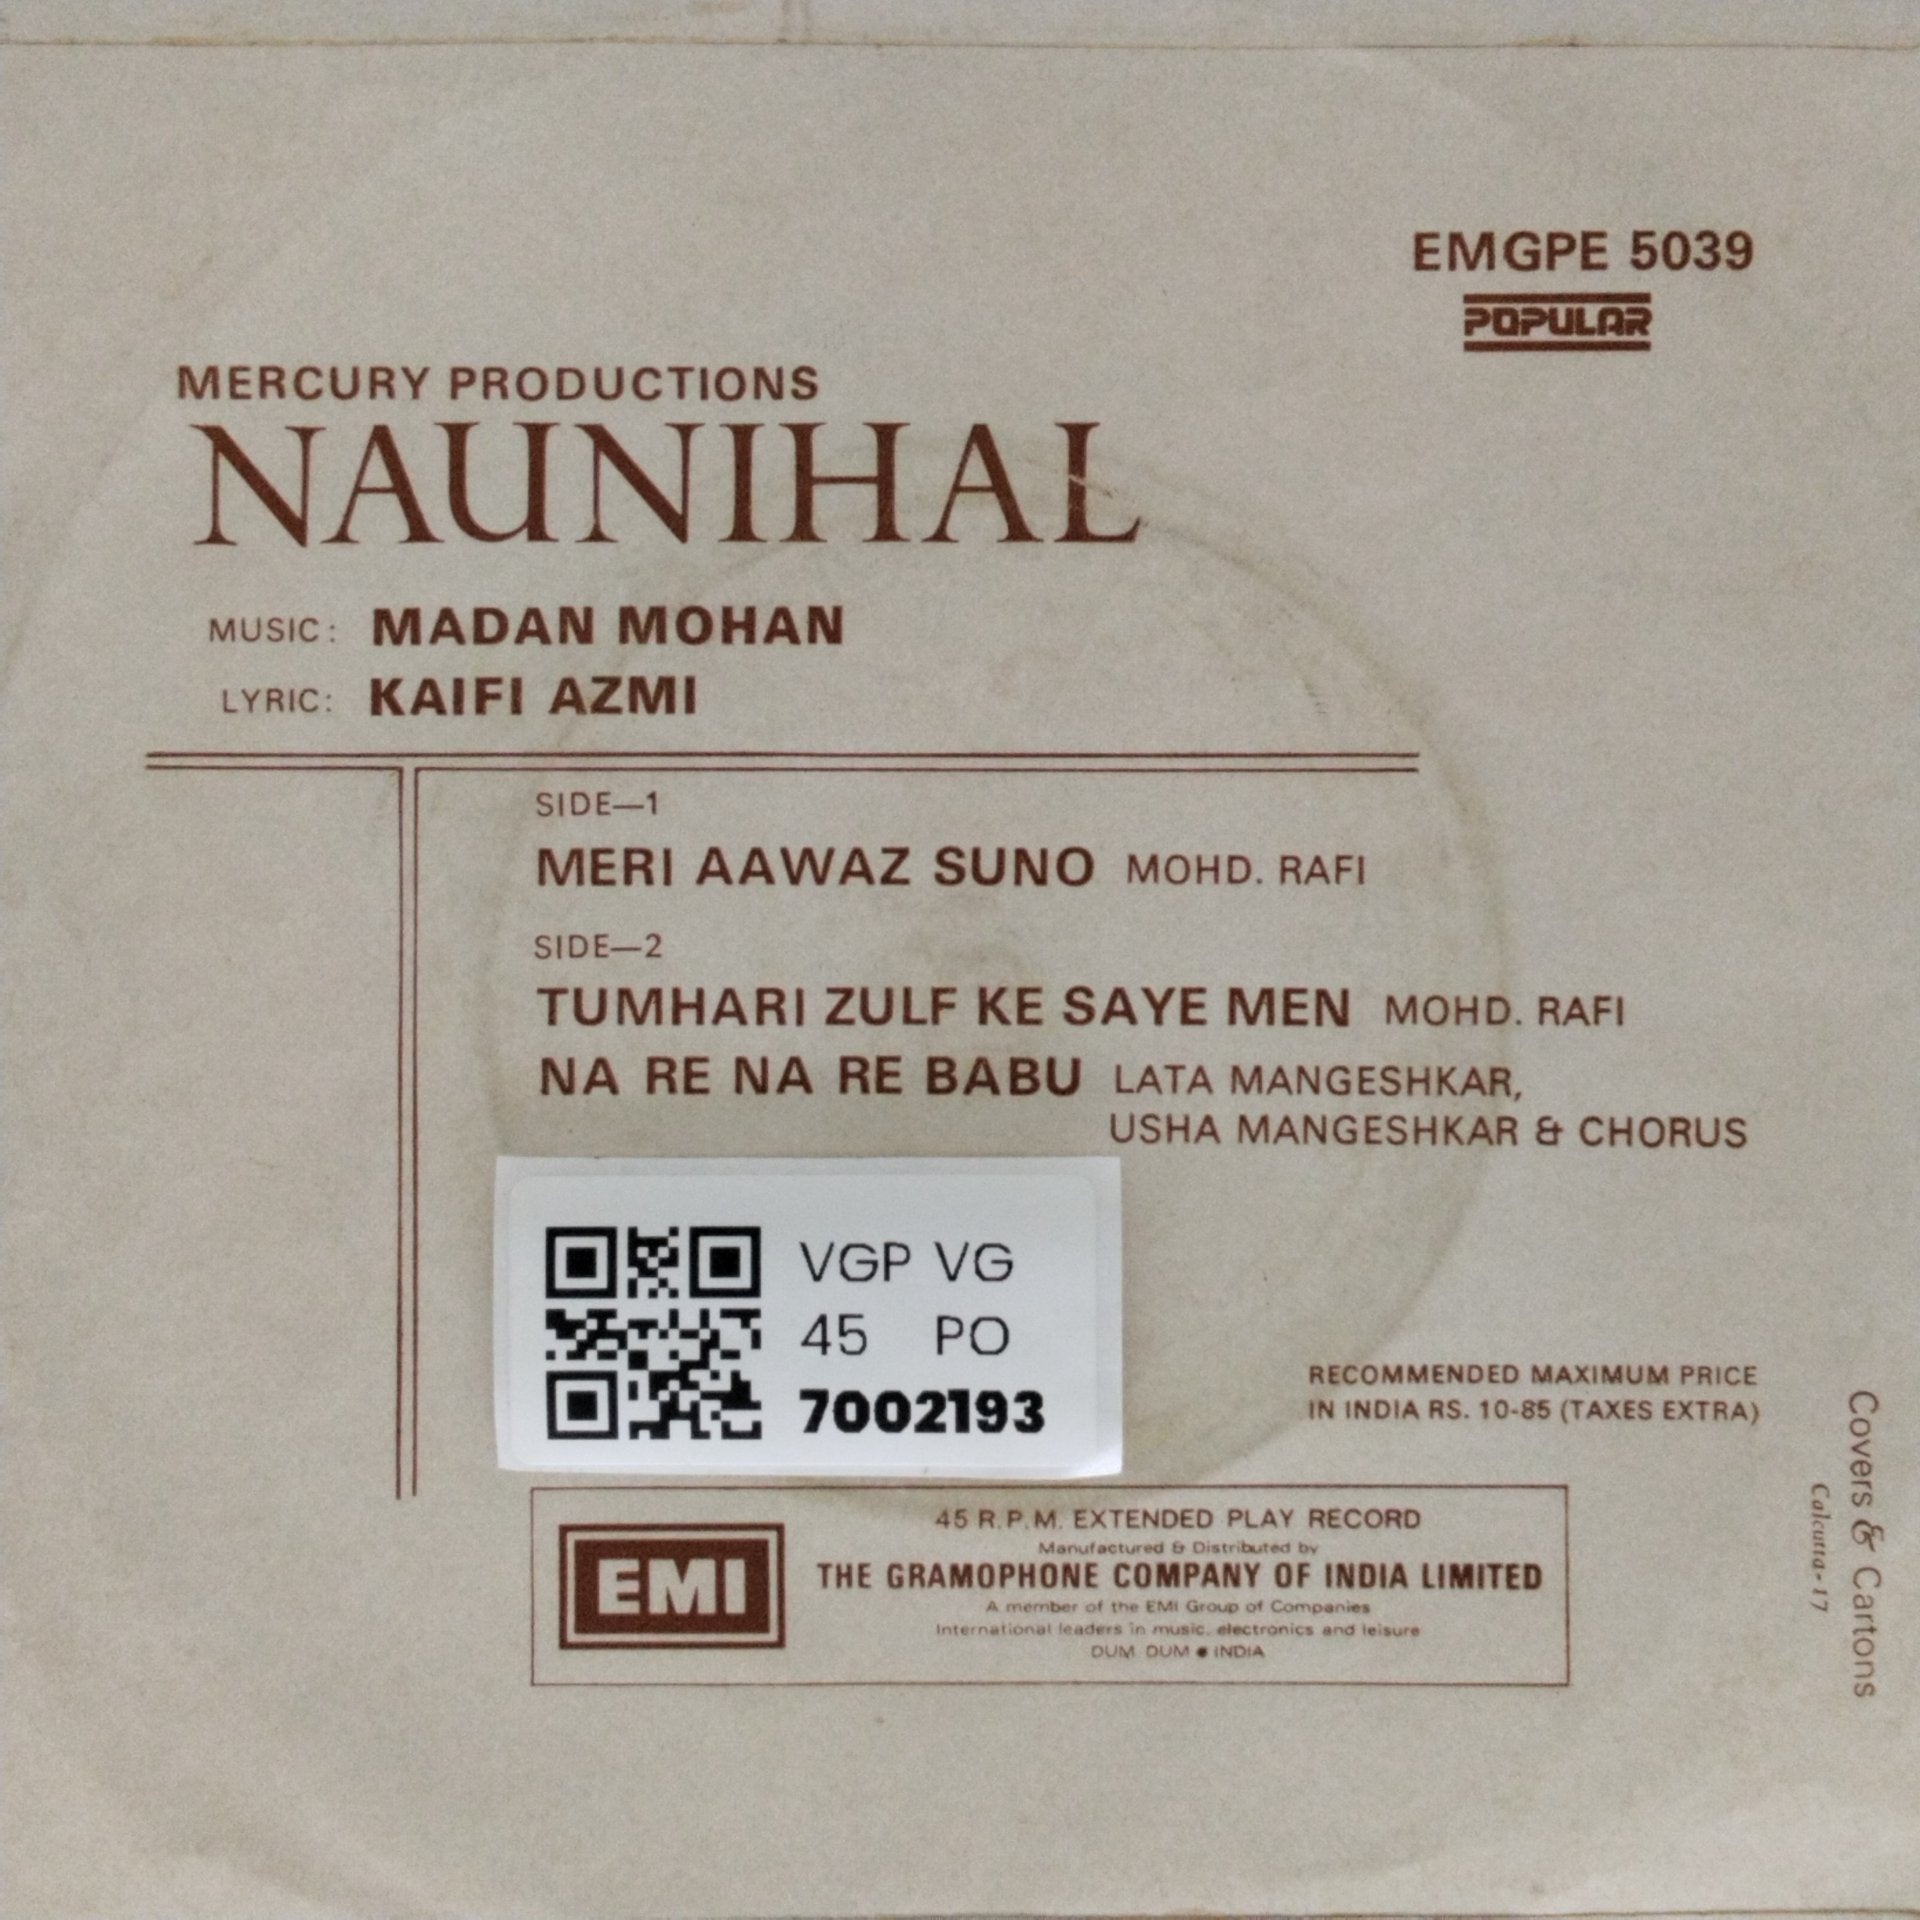 EMGPE 5039
POPULAR
MERCURY PRODUCTIONS
NAUNIHAL
MUSIC: MADAN MOHAN
LYRIC: KAIFI AZMI
SIDE—1
MERI AAWAZ SUNO MOHD. RAFI
SIDE—2
TUMHARI ZULF KE SAYE MEN MOHD. RAFI
NA RE NA RE BABU LATA MANGESHKAR,
USHA MANGESHKAR & CHORUS
VGP VG
45 PO
7002193
RECOMMENDED MAXIMUM PRICE
IN INDIA RS. 10-85 (TAXES EXTRA)
EMI
45 R.P.M. EXTENDED PLAY RECORD
Manufactured & Distributed by
THE GRAMOPHONE COMPANY OF INDIA LIMITED
A member of the EMI Group of Companies
International leaders in music, electronics and leisure
DUM DUM ● INDIA
Covers & Cartons
Calcutta-17